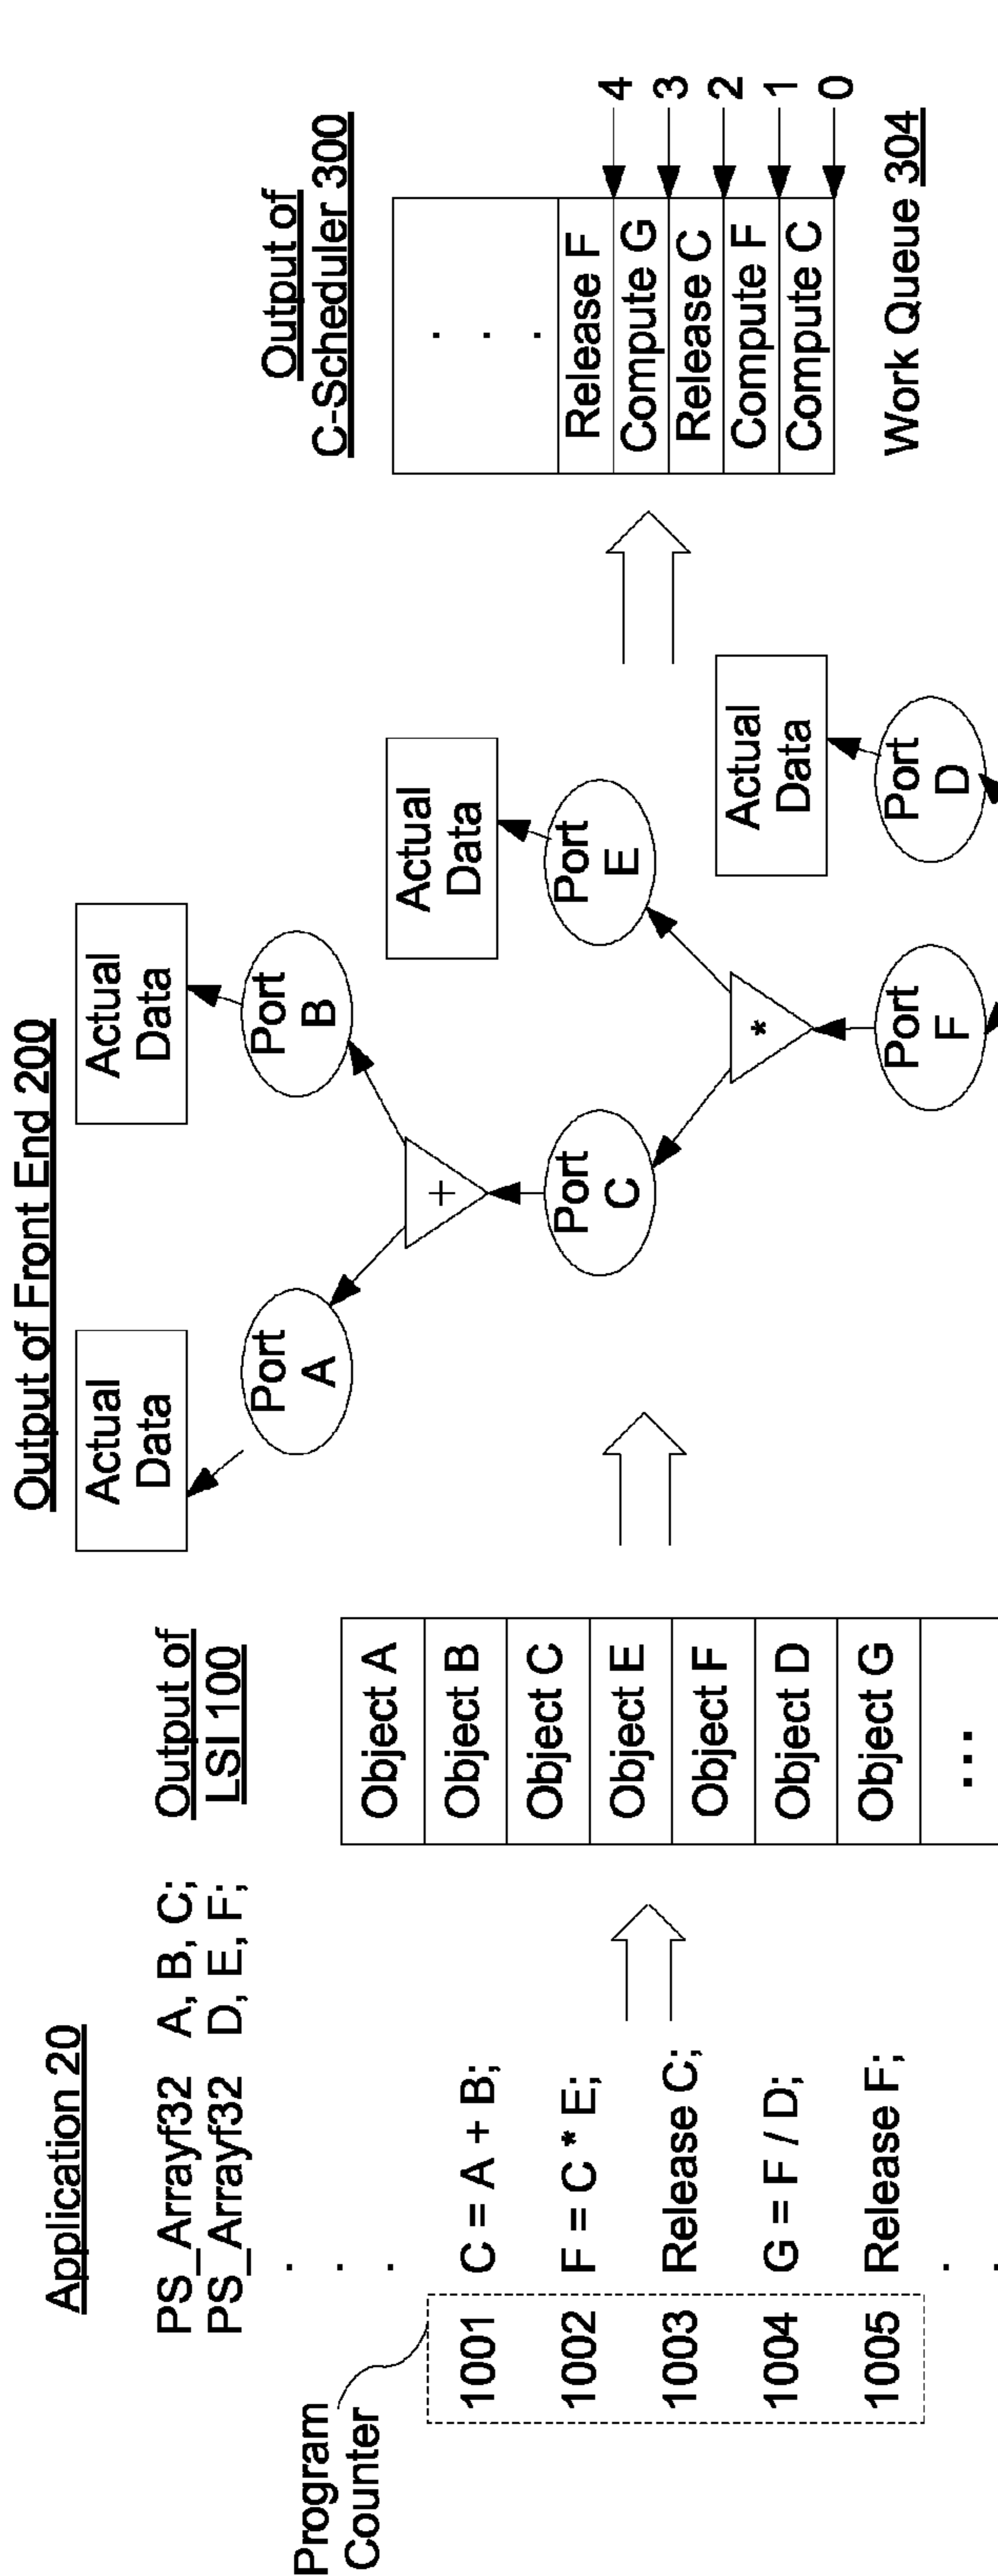 Application 20
PS_Arrayf32 A, B, C;
PS_Arrayf32 D, E, F;
.
.
.
Program
Counter
1001 C = A + B;
1002 F = C * E;
1003 Release C;
1004 G = F / D;
1005 Release F;
.
.
Output of
LSI 100
Object A
Object B
Object C
Object E
Object F
Object D
Object G
...
Output of Front End 200
Actual
Data
Actual
Data
Port
A
Port
B
+
Actual
Data
Port
C
Port
E
*
Actual
Data
Port
F
Port
D
Output of
C-Scheduler 300
.
.
.
Release F
4
Compute G
3
Release C
2
Compute F
1
Compute C
0
Work Queue 304